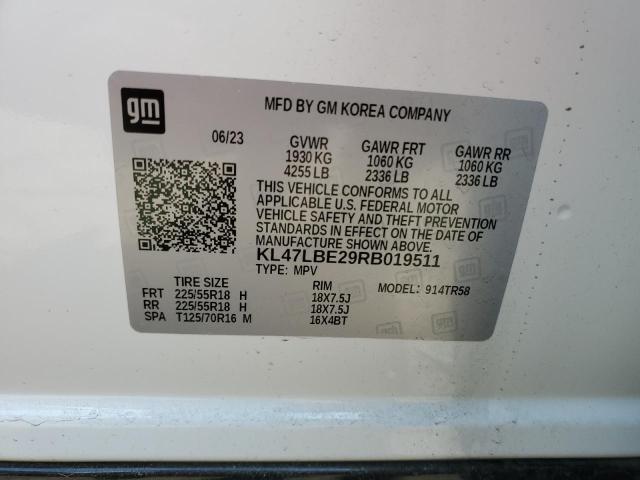 gm
MFD BY GM KOREA COMPANY
06/23 GVWR GAWR FRT GAWR RR
1930 KG 1060 KG 1060 KG
4255 LB 2336 LB 2336 LB
THIS VEHICLE CONFORMS TO ALL
APPLICABLE U.S. FEDERAL MOTOR
VEHICLE SAFETY AND THEFT PREVENTION
STANDARDS IN EFFECT ON THE DATE OF
MANUFACTURE SHOWN ABOVE.
KL47LBE29RB019511
TYPE: MPV MODEL: 914TR58
TIRE SIZE RIM
FRT 225/55R18 H 18X7.5J
RR 225/55R18 H 18X7.5J
SPA T125/70R16 M 16X4BT